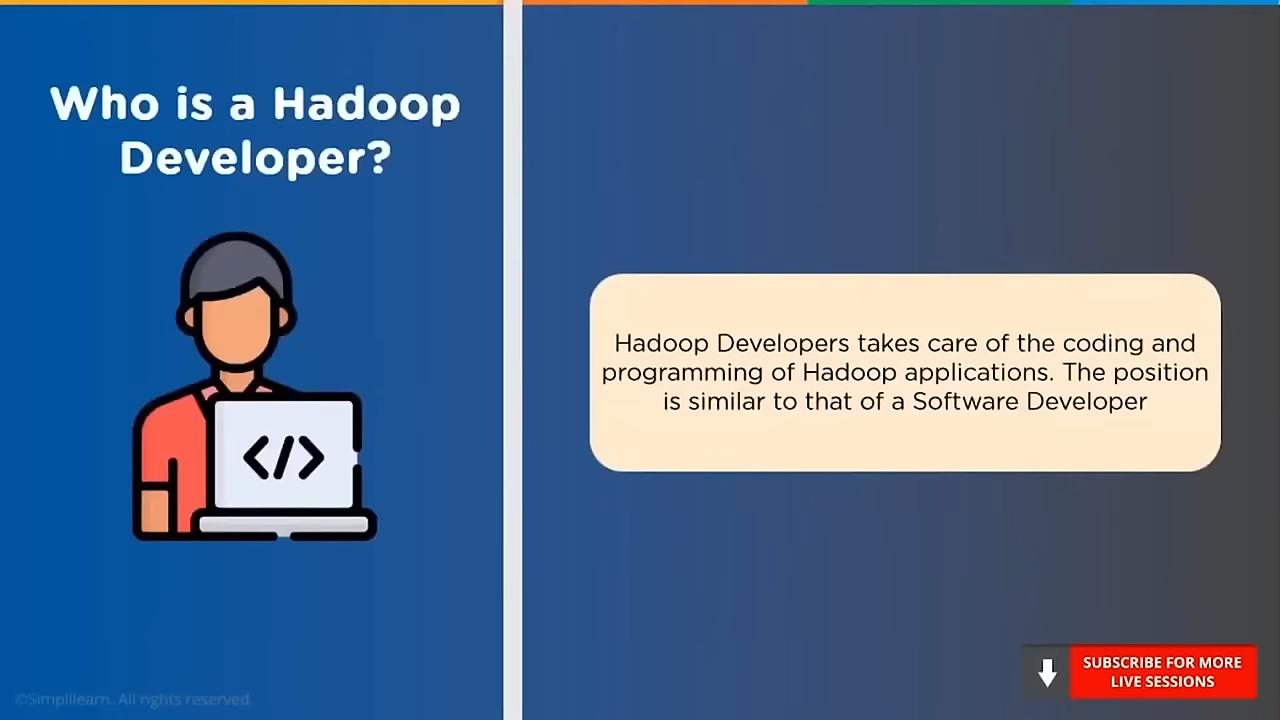 Who is a Hadoop
Developer?
</>
Hadoop Developers takes care of the coding and
programming of Hadoop applications. The position
is similar to that of a Software Developer
SUBSCRIBE FOR MORE
LIVE SESSIONS
©Simplilearn. All rights reserved.